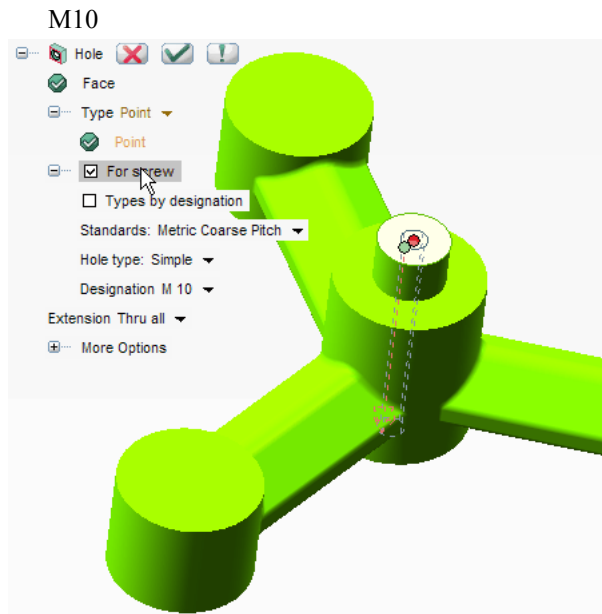 M10
Hole
Face
Type Point
Point
For screw
Types by designation
Standards: Metric Coarse Pitch
Hole type: Simple
Designation M 10
Extension Thru all
More Options